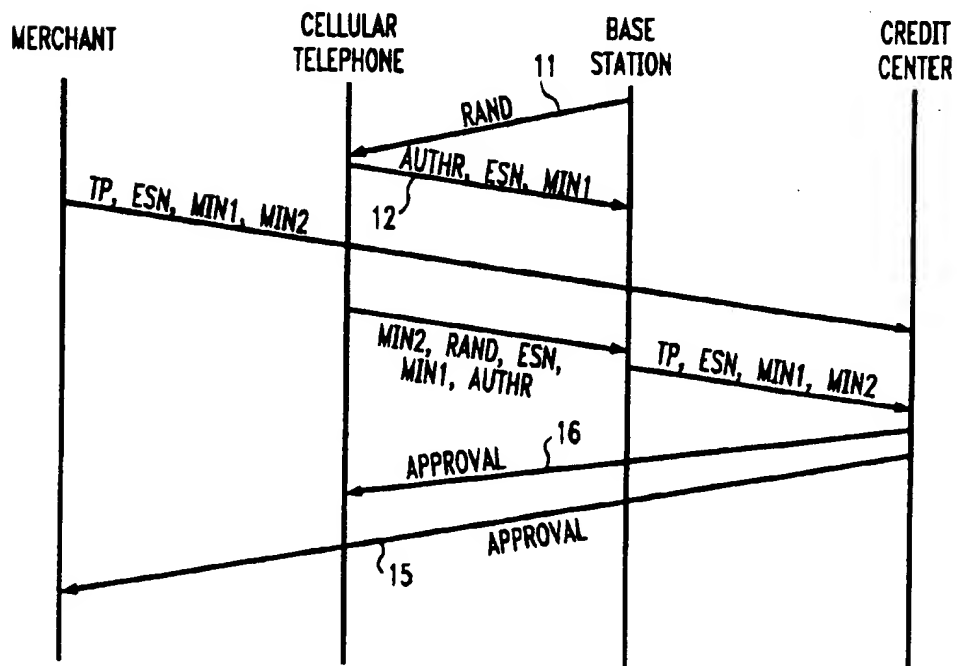 MERCHANT
CELLULAR
TELEPHONE
BASE
STATION
CREDIT
CENTER
11
RAND
AUTHR, ESN, MIN1
12
TP, ESN, MIN1, MIN2
MIN2, RAND, ESN,
MIN1, AUTHR
TP, ESN, MIN1, MIN2
16
APPROVAL
APPROVAL
15